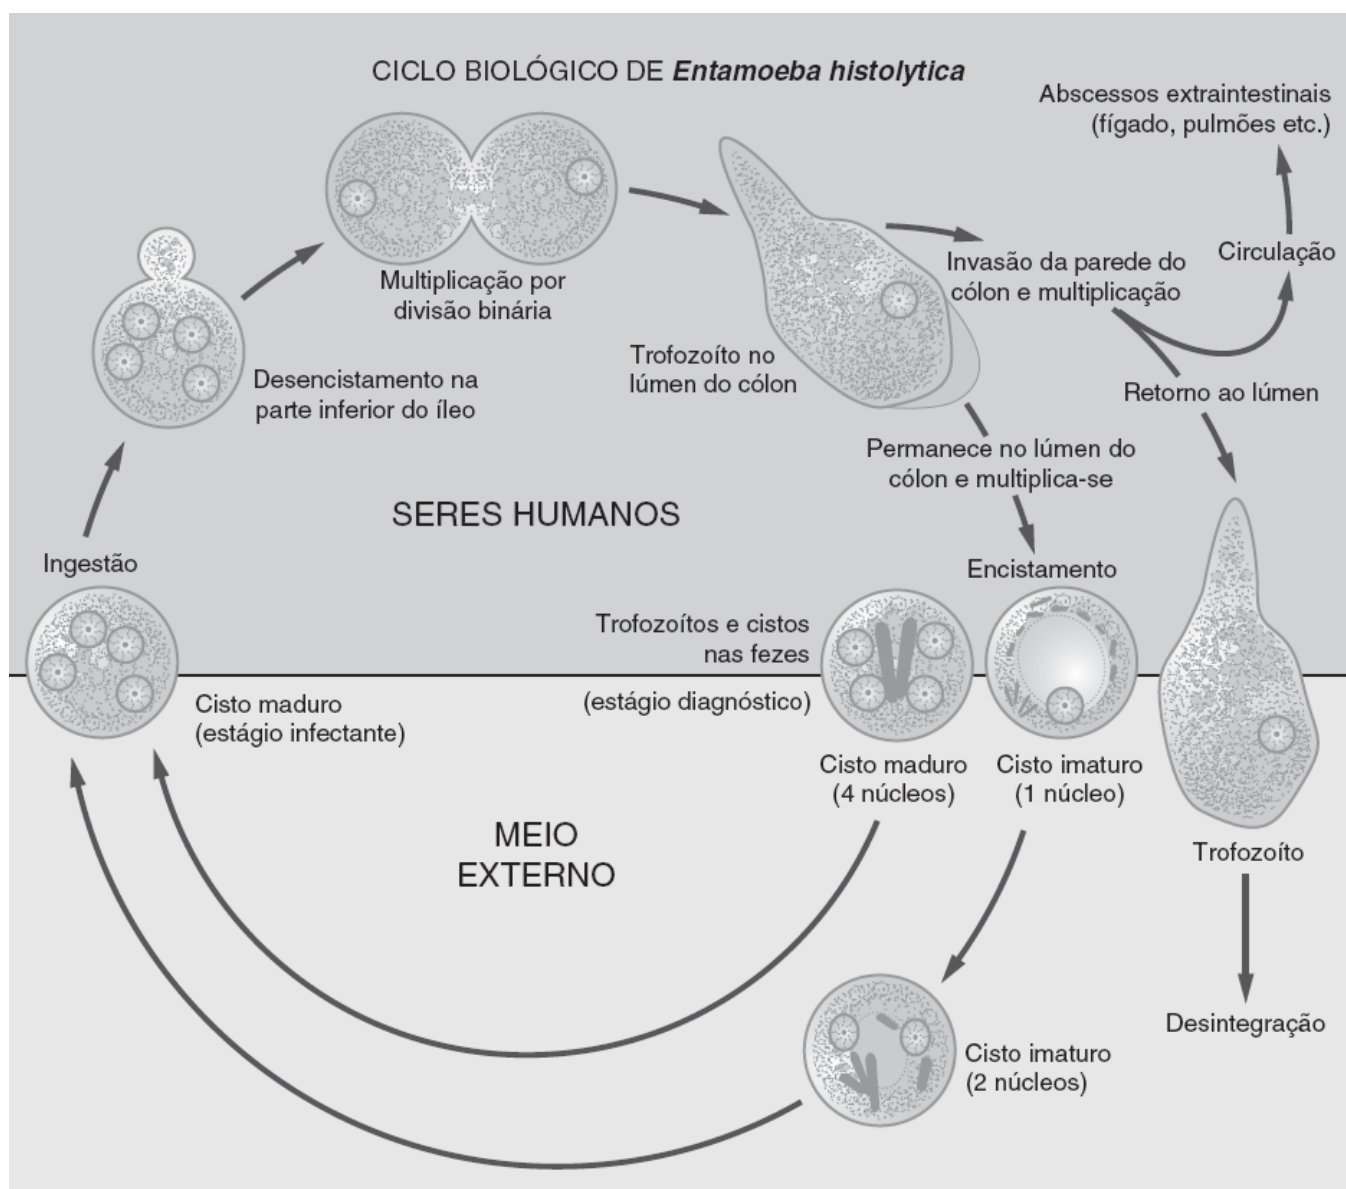 CICLO BIOLÓGICO DE Entamoeba histolytica
Abscessos extraintestinais
(fígado, pulmões etc.)
Circulação
Multiplicação por
divisão binária
Invasão da parede do
cólon e multiplicação
Trofozoíto no
lúmen do cólon
Desencistamento na
parte inferior do íleo
Retorno ao lúmen
Permanece no lúmen do
cólon e multiplica-se
SERES HUMANOS
Ingestão
Encistamento
Trofozoítos e cistos
nas fezes
(estágio diagnóstico)
Cisto maduro
(estágio infectante)
Cisto maduro
(4 núcleos)
Cisto imaturo
(1 núcleo)
MEIO
EXTERNO
Trofozoíto
Desintegração
Cisto imaturo
(2 núcleos)